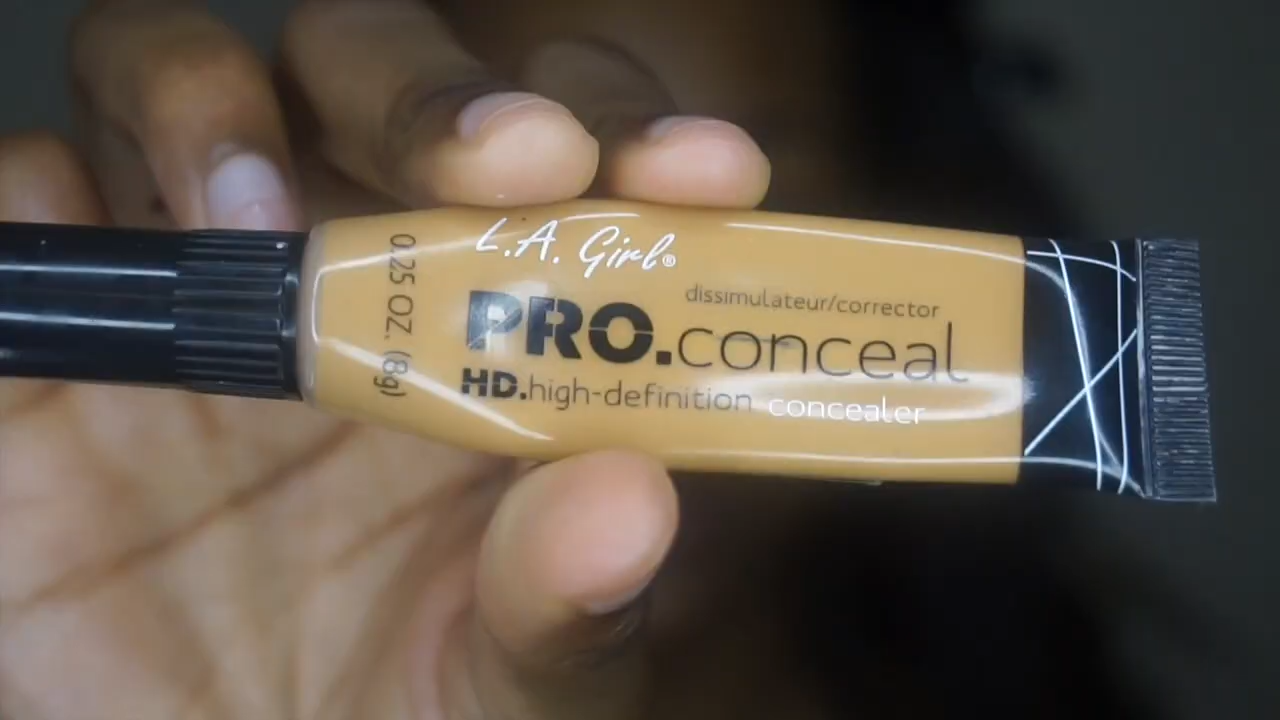 L.A. Girl®
dissimulateur/corrector
PRO.conceal
HD.high-definition concealer
0.25 OZ. (8g)